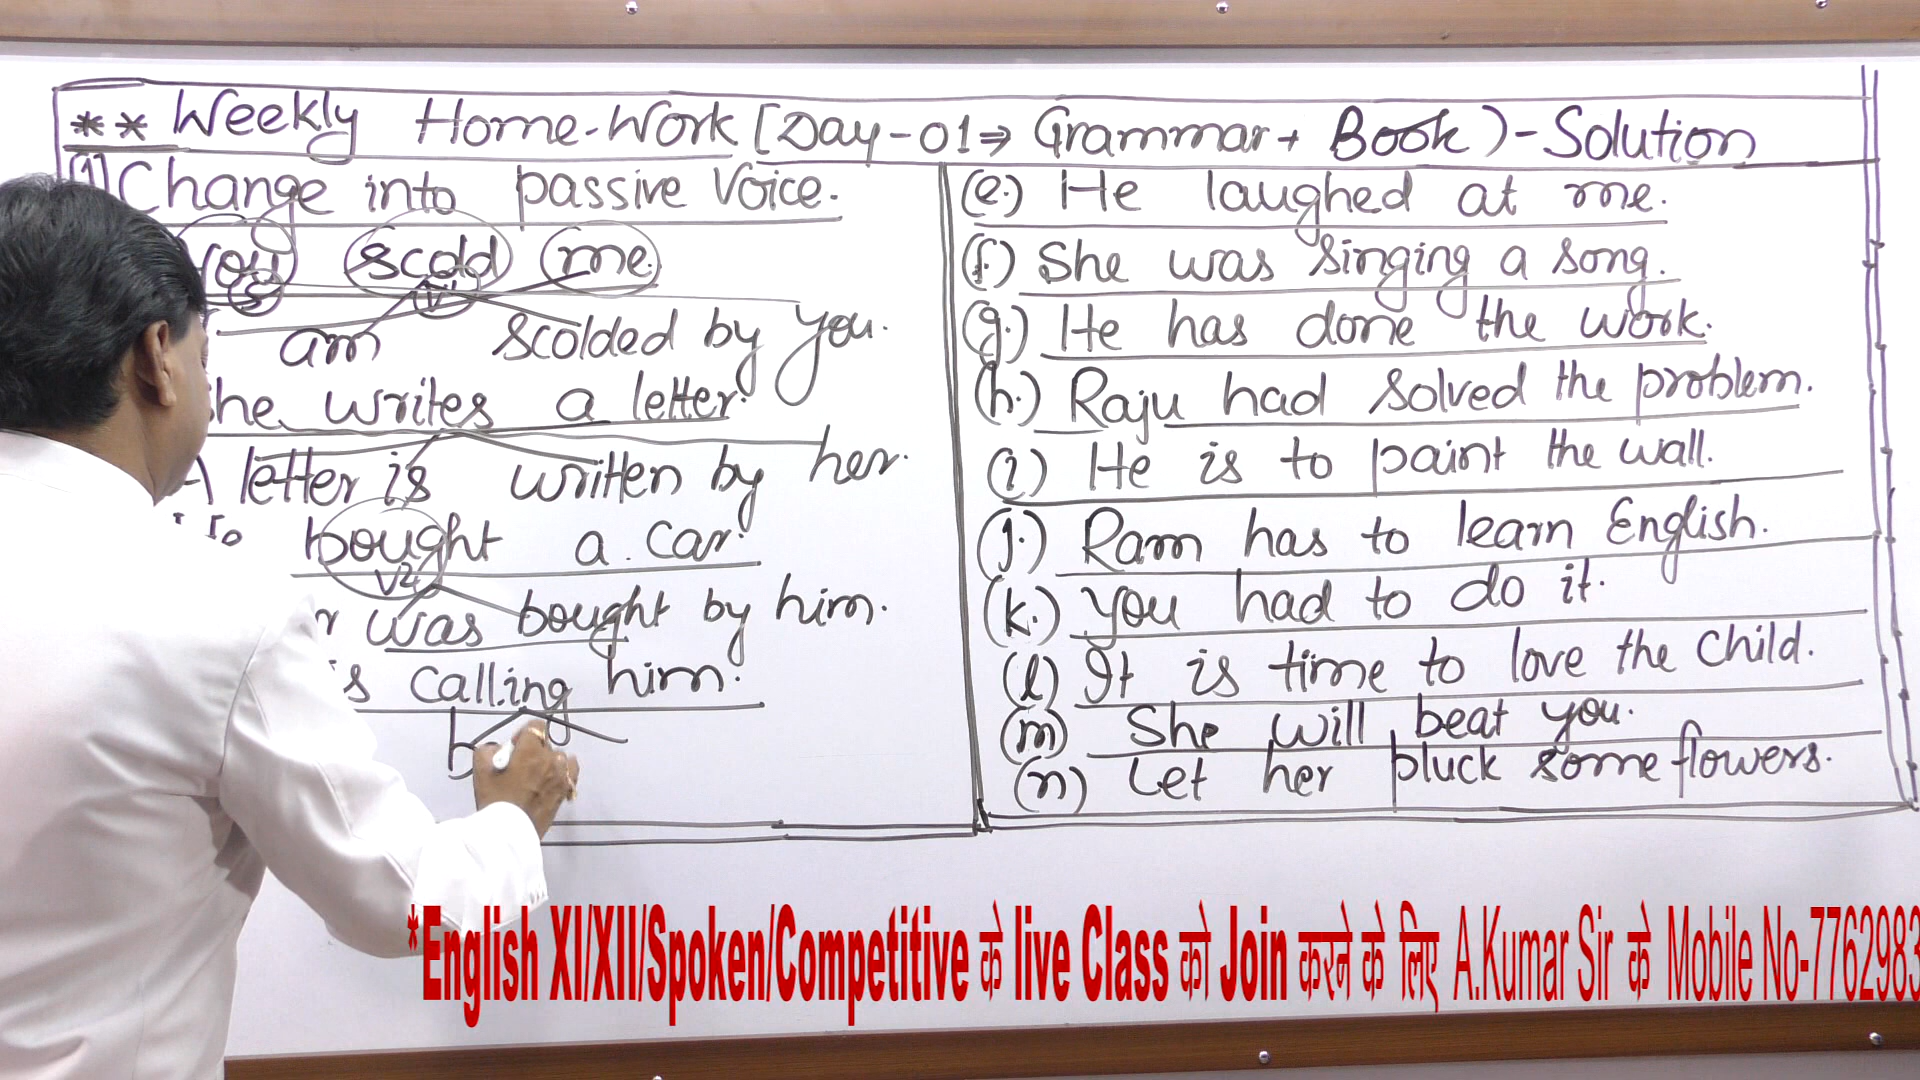 ** Weekly Home-Work [Day-01⇒ Grammar + Book)-Solution
[1] Change into passive Voice.
You scold me.
S V1
am scolded by you.
she writes a letter.
A letter is written by her.
bought a car.
V2
was bought by him.
is calling him.
b
(e.) He laughed at me.
(f.) She was singing a song.
(g.) He has done the work.
(h.) Raju had solved the problem.
(i) He is to paint the wall.
(j.) Ram has to learn English.
(k.) You had to do it.
(l) It is time to love the child.
(m) She will beat you.
(n) Let her pluck some flowers.
*English XI/XII/Spoken/Competitive के live Class को Join करने के लिए A.Kumar Sir के Mobile No-7762983